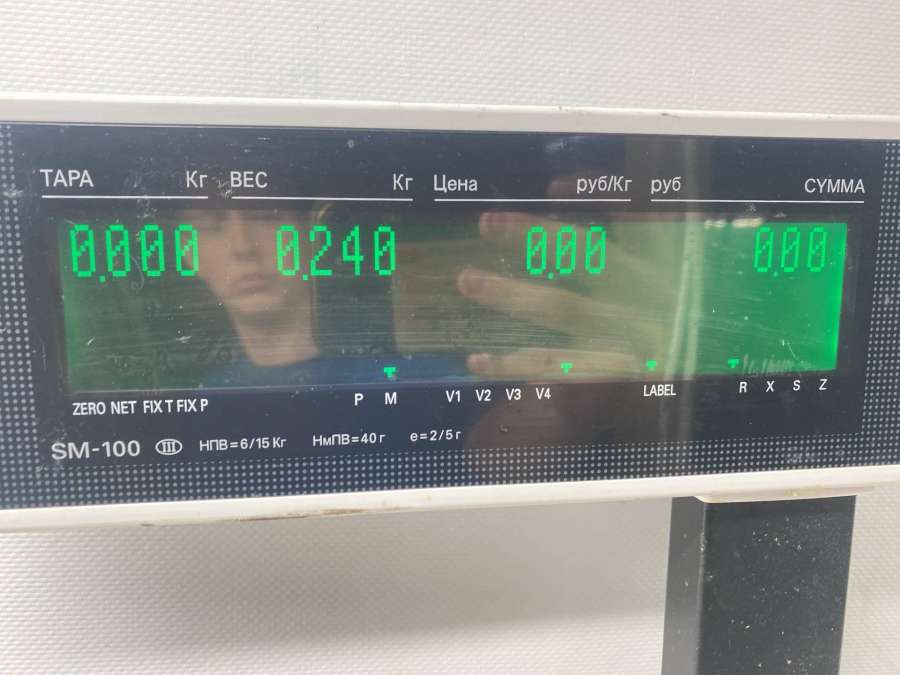 ТАРА Кг ВЕС Кг Цена руб/Кг руб СУММА
0.000 0.240 0.00 0.00
ZERO NET FIX T FIX P P M V1 V2 V3 V4 LABEL R X S Z
SM-100 III НПВ=6/15 Кг НмПВ=40 г е=2/5 г